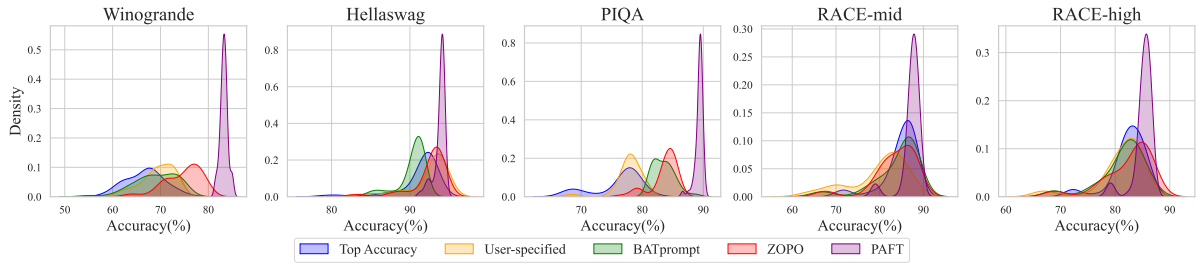 Winogrande
Hellaswag
PIQA
RACE-mid
RACE-high
Density
0.5
0.4
0.3
0.2
0.1
0.0
50 60 70 80
Accuracy(%)
0.8
0.6
0.4
0.2
0.0
80 90
Accuracy(%)
0.8
0.6
0.4
0.2
0.0
70 80 90
Accuracy(%)
0.30
0.25
0.20
0.15
0.10
0.05
0.00
60 70 80 90
Accuracy(%)
0.3
0.2
0.1
0.0
60 70 80 90
Accuracy(%)
Top Accuracy User-specified BATprompt ZOPO PAFT